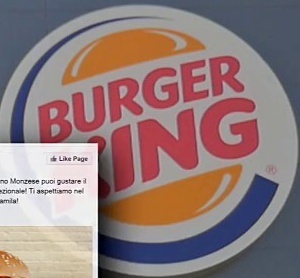 BURGER
KING
®
Like Page
no Monzese puoi gustare il
ezionale! Ti aspettiamo nel
amila!